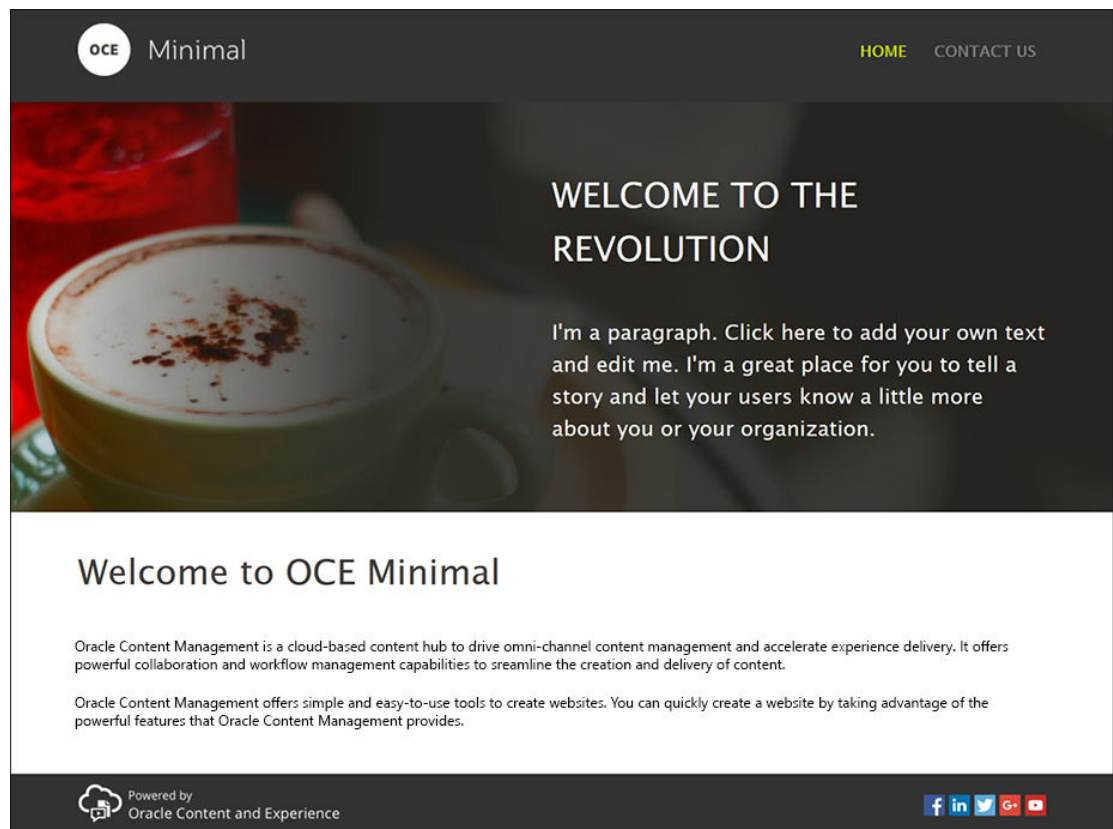 OCE Minimal
HOME CONTACT US
WELCOME TO THE
REVOLUTION
I'm a paragraph. Click here to add your own text
and edit me. I'm a great place for you to tell a
story and let your users know a little more
about you or your organization.
Welcome to OCE Minimal
Oracle Content Management is a cloud-based content hub to drive omni-channel content management and accelerate experience delivery. It offers
powerful collaboration and workflow management capabilities to sreamline the creation and delivery of content.
Oracle Content Management offers simple and easy-to-use tools to create websites. You can quickly create a website by taking advantage of the
powerful features that Oracle Content Management provides.
Powered by
Oracle Content and Experience
f in G+